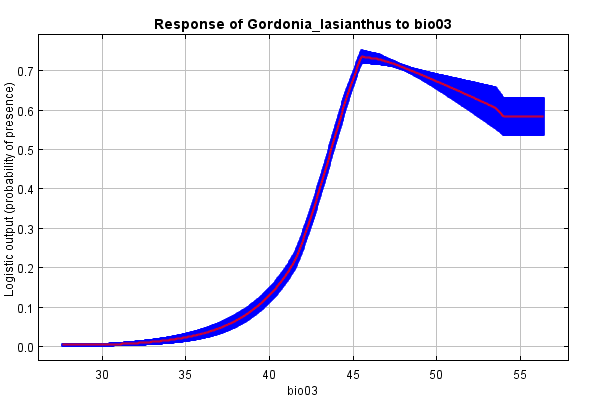 Response of Gordonia_lasianthus to bio03
Logistic output (probability of presence)
0.7
0.6
0.5
0.4
0.3
0.2
0.1
0.0
30 35 40 45 50 55
bio03